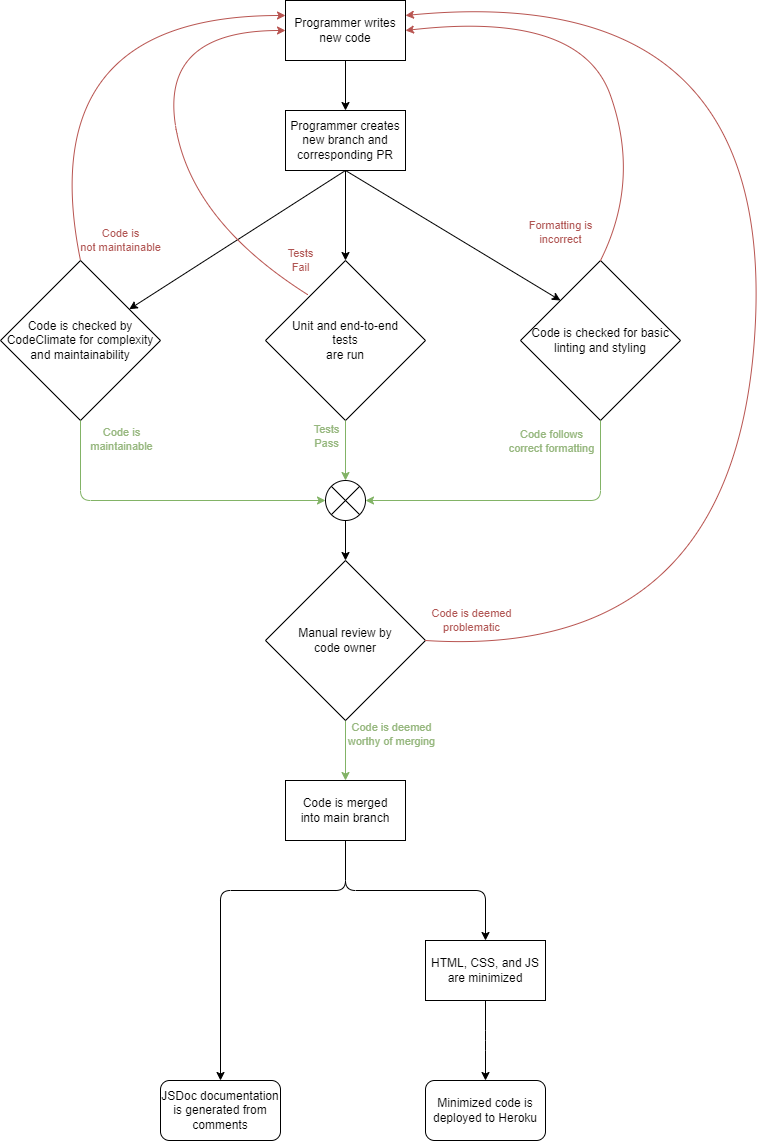 Programmer writes
new code
Programmer creates
new branch and
corresponding PR
Code is
not maintainable
Tests
Fail
Formatting is
incorrect
Code is checked by
CodeClimate for complexity
and maintainability
Unit and end-to-end
tests
are run
Code is checked for basic
linting and styling
Code is
maintainable
Tests
Pass
Code follows
correct formatting
Manual review by
code owner
Code is deemed
problematic
Code is deemed
worthy of merging
Code is merged
into main branch
HTML, CSS, and JS
are minimized
JSDoc documentation
is generated from
comments
Minimized code is
deployed to Heroku